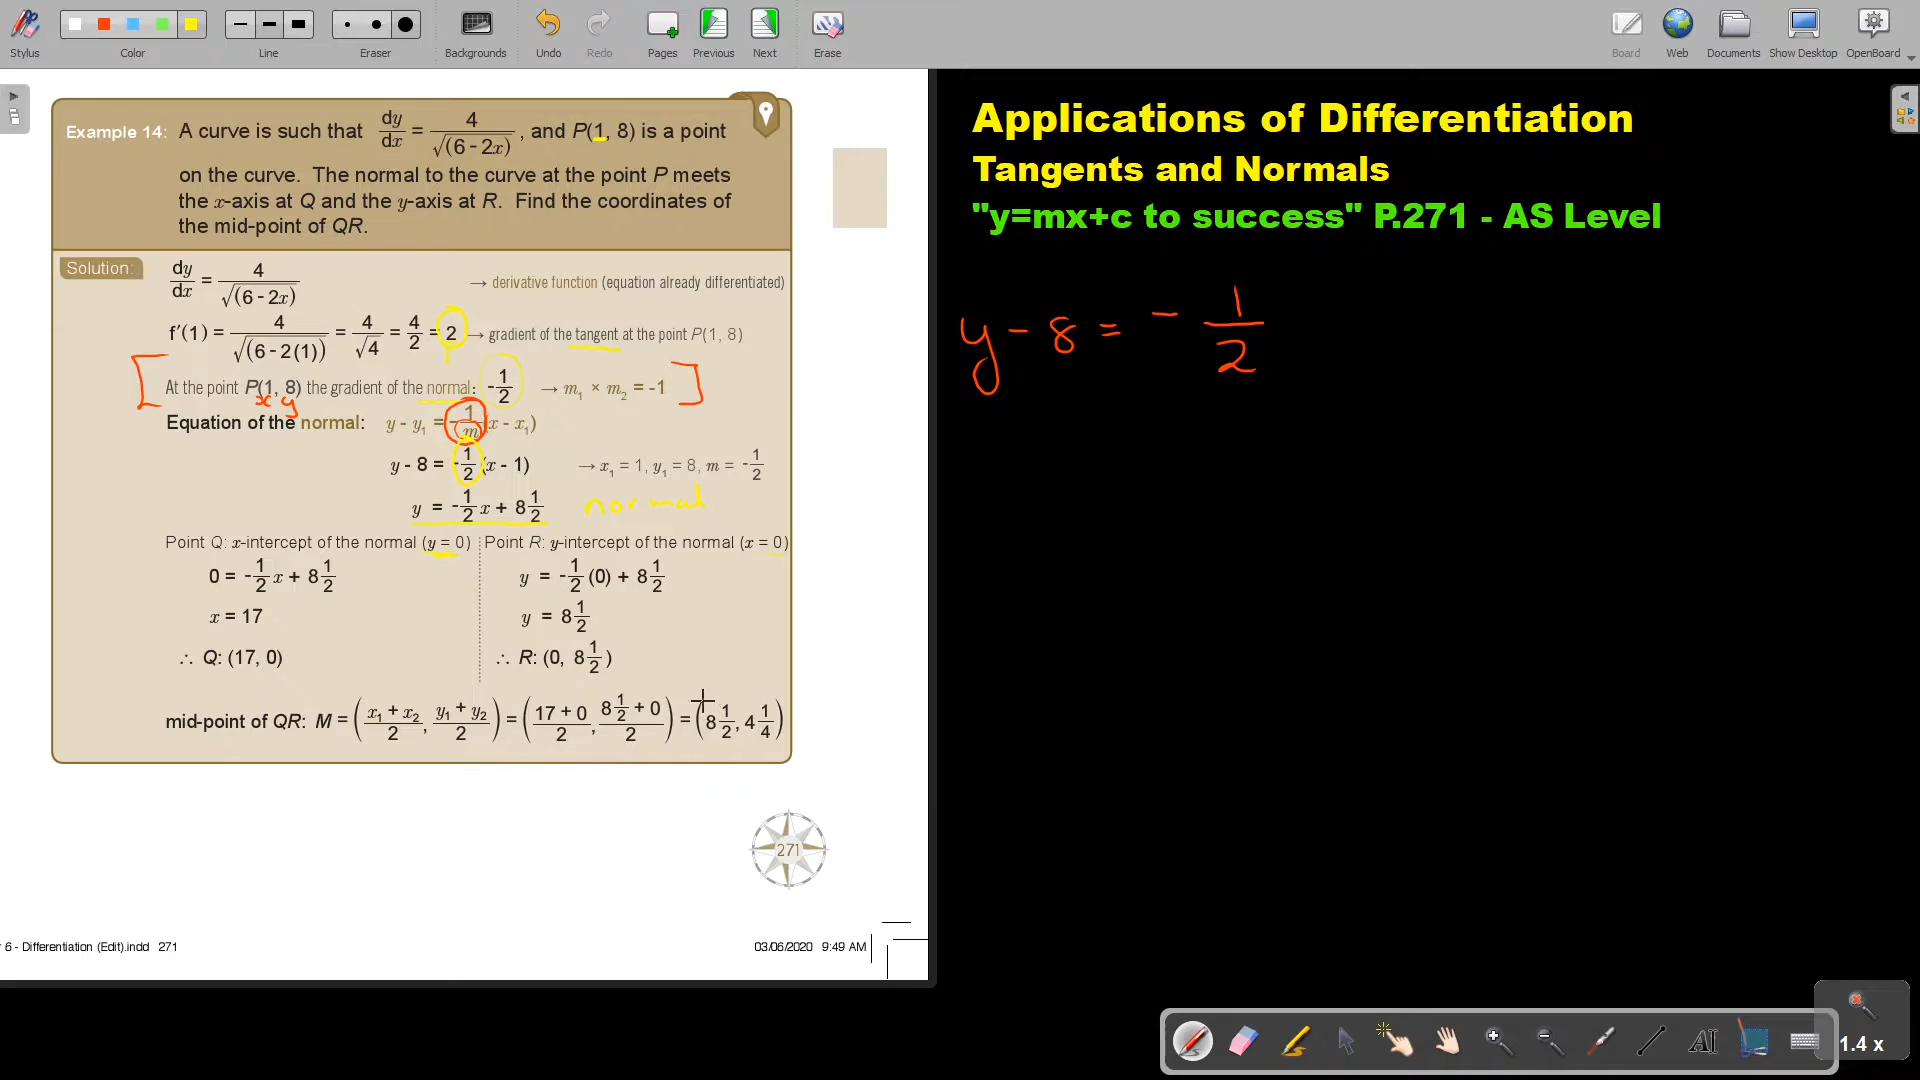 Stylus Color Line Eraser Backgrounds Undo Redo Pages Previous Next Erase Board Web Documents Show Desktop OpenBoard
Example 14: A curve is such that dy/dx = 4/√(6 - 2x), and P(1, 8) is a point
on the curve. The normal to the curve at the point P meets
the x-axis at Q and the y-axis at R. Find the coordinates of
the mid-point of QR.
Solution:
dy/dx = 4/√(6 - 2x) → derivative function (equation already differentiated)
f′(1) = 4/√(6 - 2(1)) = 4/√4 = 4/2 = 2 → gradient of the tangent at the point P(1, 8)
At the point P(1, 8) the gradient of the normal: -1/2 → m₁ × m₂ = -1
x y
Equation of the normal: y - y₁ = -1/m (x - x₁)
y - 8 = -1/2 (x - 1) → x₁ = 1, y₁ = 8, m = -1/2
y = -1/2 x + 8 1/2 normal
Point Q: x-intercept of the normal (y = 0)
0 = -1/2 x + 8 1/2
x = 17
∴ Q: (17, 0)
Point R: y-intercept of the normal (x = 0)
y = -1/2 (0) + 8 1/2
y = 8 1/2
∴ R: (0, 8 1/2)
mid-point of QR: M = ((x₁ + x₂)/2, (y₁ + y₂)/2) = ((17 + 0)/2, (8 1/2 + 0)/2) = (8 1/2, 4 1/4)
271
6 - Differentiation (Edit).indd 271
03/06/2020 9:49 AM
Applications of Differentiation
Tangents and Normals
"y=mx+c to success" P.271 - AS Level
y - 8 = - 1/2
1.4 x